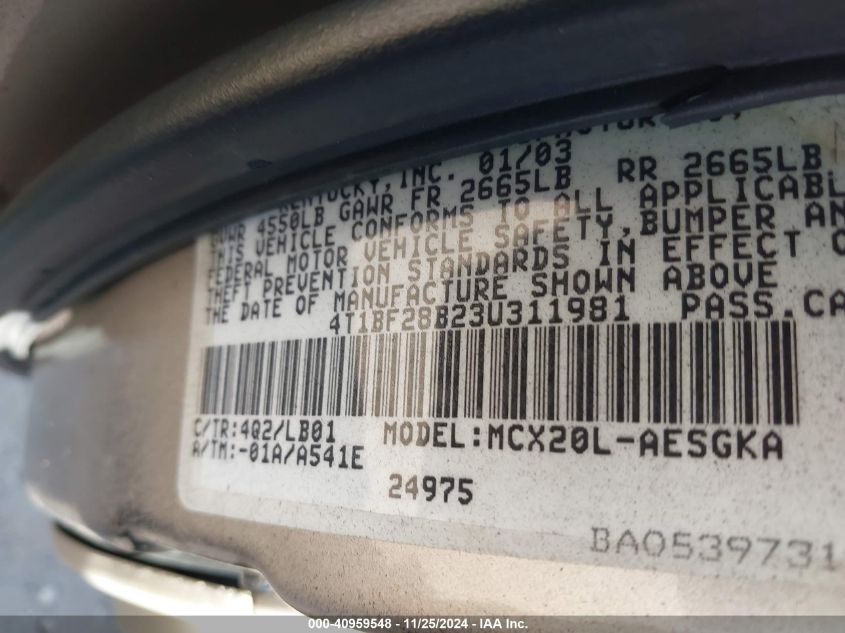 KENTUCKY, INC. 01/03
GVWR 4550LB GAWR FR 2665LB RR 2665LB
THIS VEHICLE CONFORMS TO ALL APPLICABL
FEDERAL MOTOR VEHICLE SAFETY, BUMPER AN
THEFT PREVENTION STANDARDS IN EFFECT O
THE DATE OF MANUFACTURE SHOWN ABOVE
4T1BF28B23U311981 PASS.CA
C/TR:4Q2/LB01 MODEL:MCX20L-AESGKA
A/TM:-01A/A541E
24975
BA0539731
000-40959548 - 11/25/2024 - IAA Inc.